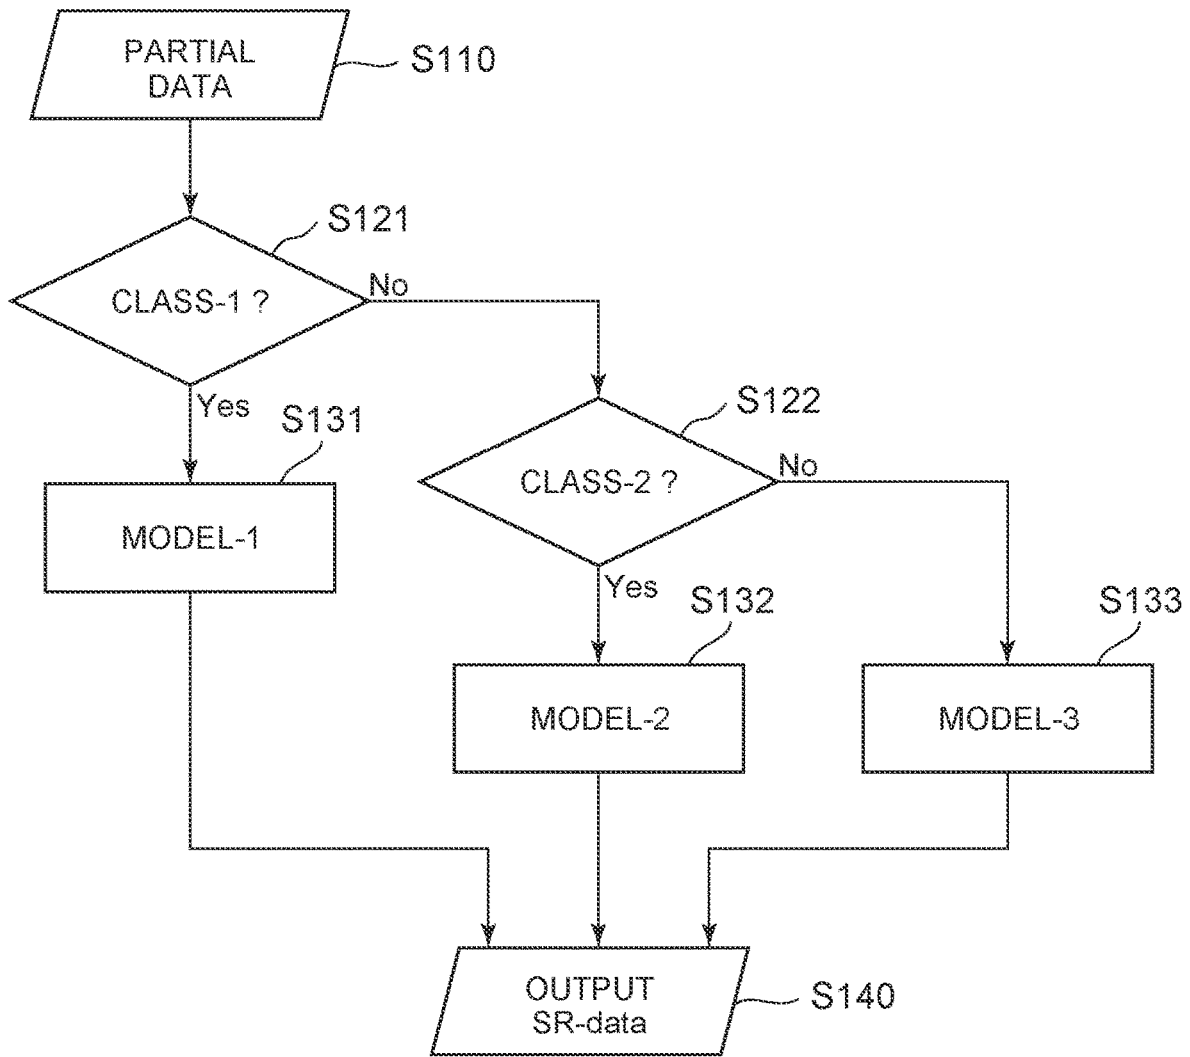 PARTIAL
DATA
S110
S121
CLASS-1 ?
No
Yes
S131
MODEL-1
S122
CLASS-2 ?
No
Yes
S132
MODEL-2
S133
MODEL-3
OUTPUT
SR-data
S140